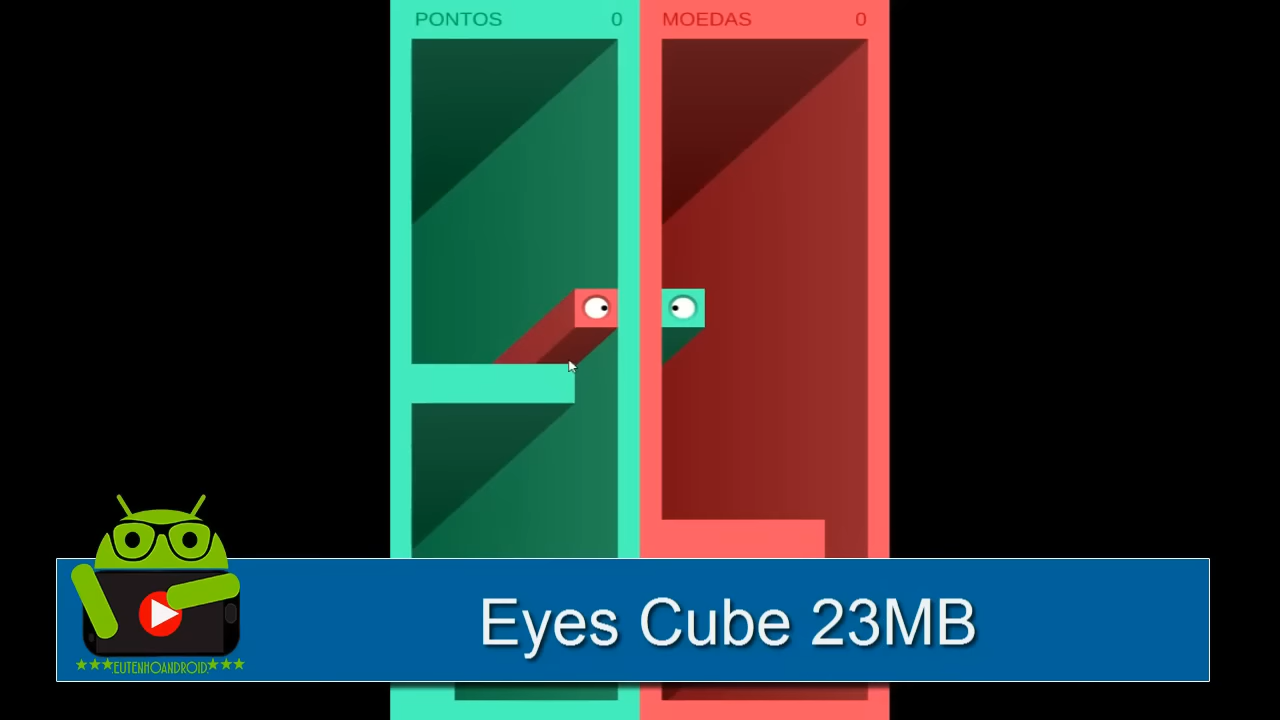 PONTOS 0 MOEDAS 0
Eyes Cube 23MB
★★★EUTENHOANDROID★★★